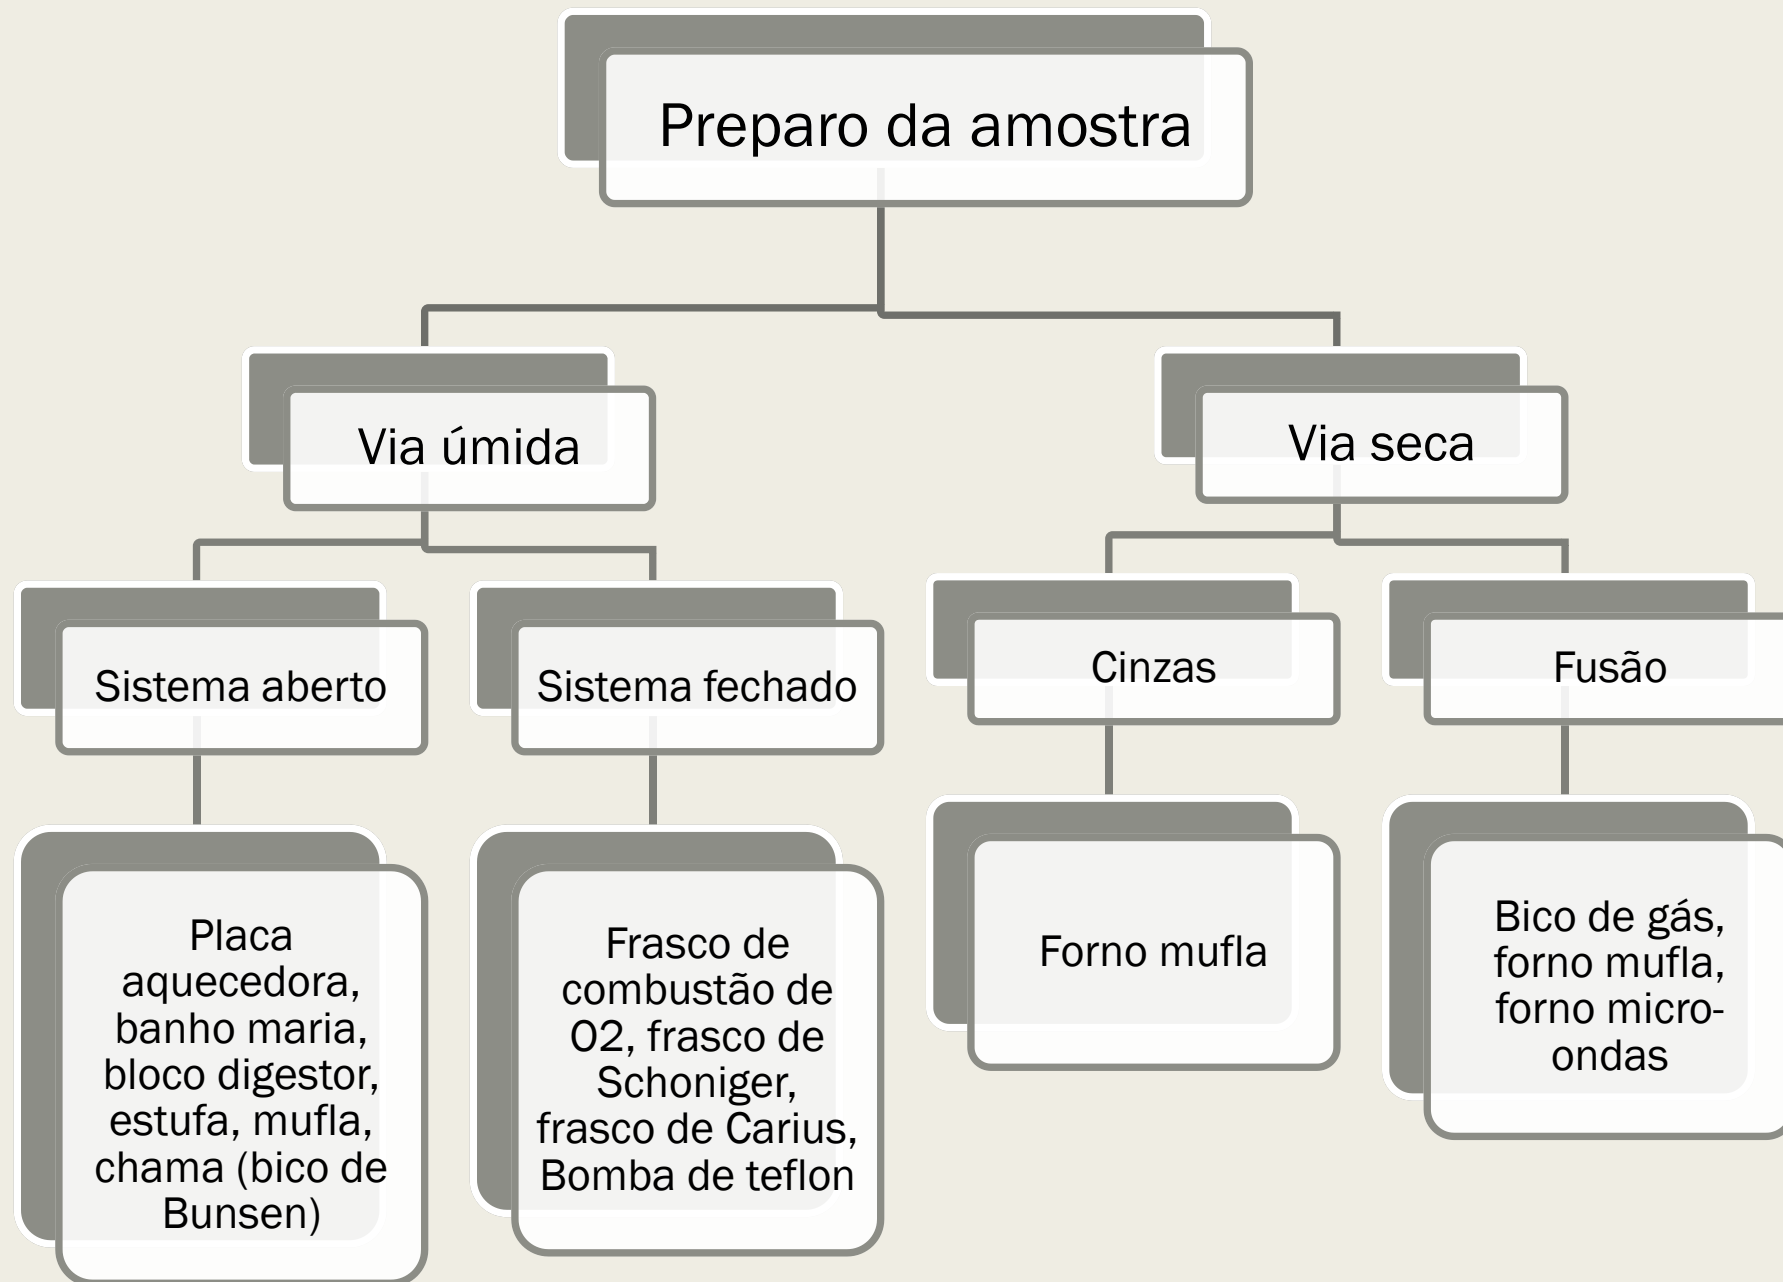 Preparo da amostra
Via úmida
Via seca
Sistema aberto
Sistema fechado
Cinzas
Fusão
Placa
aquecedora,
banho maria,
bloco digestor,
estufa, mufla,
chama (bico de
Bunsen)
Frasco de
combustão de
O2, frasco de
Schoniger,
frasco de Carius,
Bomba de teflon
Forno mufla
Bico de gás,
forno mufla,
forno micro-
ondas